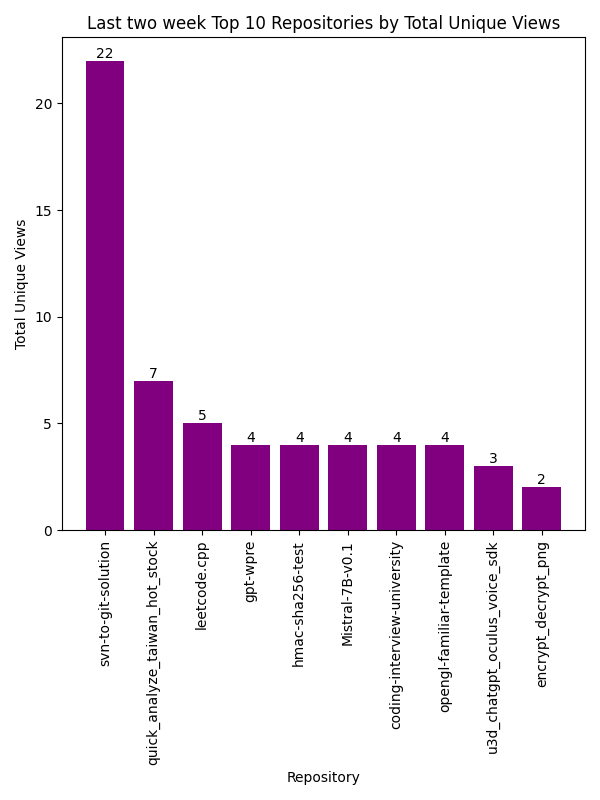 Last two week Top 10 Repositories by Total Unique Views
Total Unique Views
20
15
10
5
0
22
7
5
4
4
4
4
4
3
2
svn-to-git-solution
quick_analyze_taiwan_hot_stock
leetcode.cpp
gpt-wpre
hmac-sha256-test
Mistral-7B-v0.1
coding-interview-university
opengl-familiar-template
u3d_chatgpt_oculus_voice_sdk
encrypt_decrypt_png
Repository